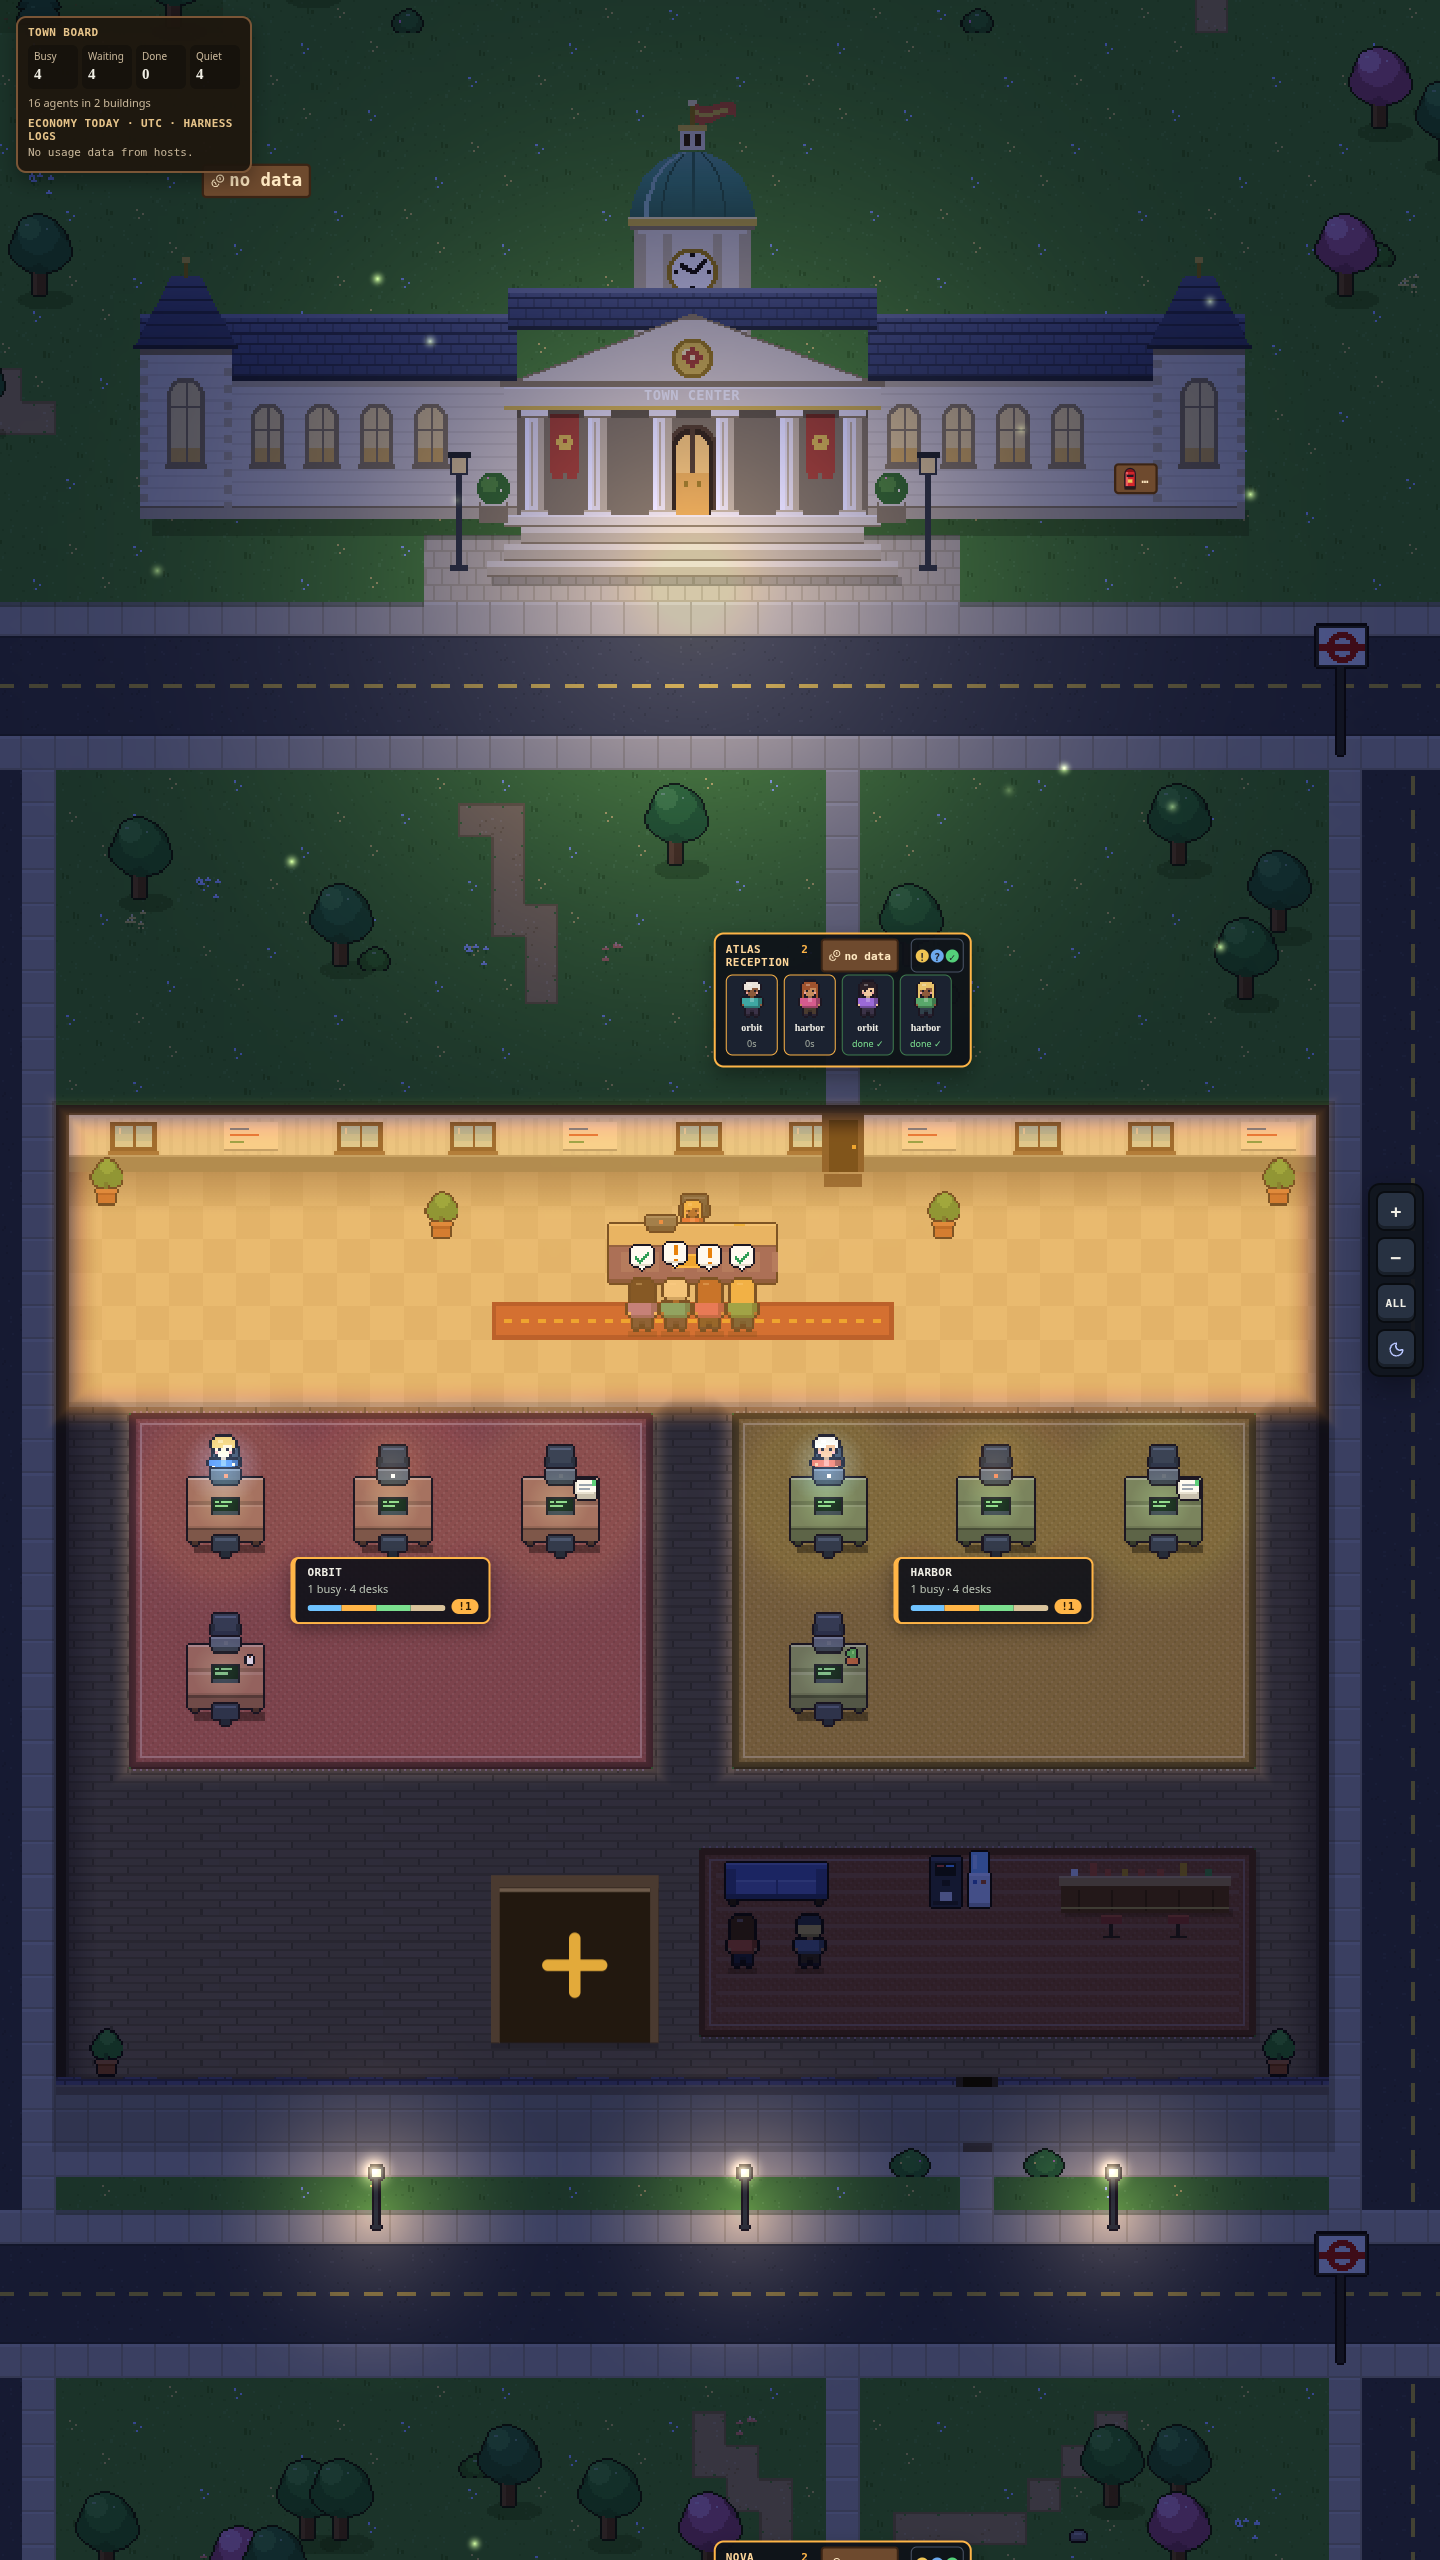 TOWN BOARD
Busy Waiting Done Quiet
4 4 0 4
16 agents in 2 buildings
ECONOMY TODAY · UTC · HARNESS
LOGS
No usage data from hosts.
no data
TOWN CENTER
...
ATLAS 2
RECEPTION
no data
! ? ✓
orbit harbor orbit harbor
0s 0s done ✓ done ✓
+
−
ALL
ORBIT
1 busy · 4 desks
!1
HARBOR
1 busy · 4 desks
!1
NOVA 2